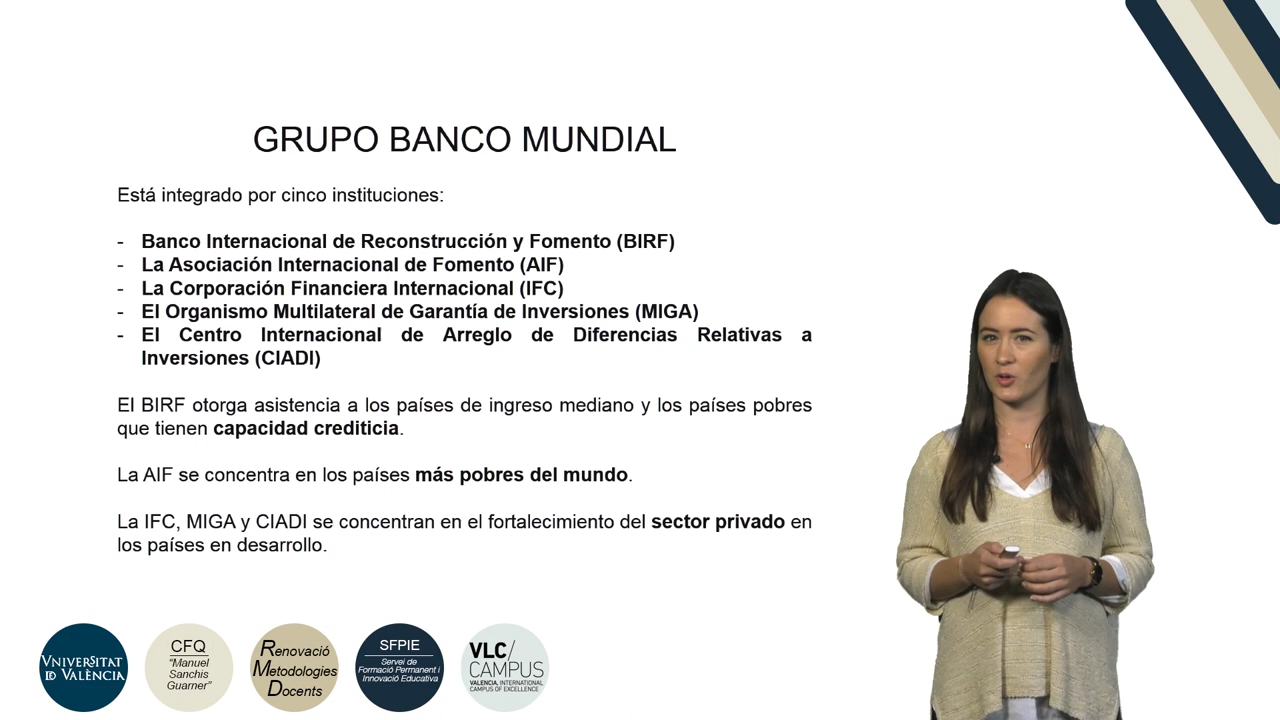 GRUPO BANCO MUNDIAL
Está integrado por cinco instituciones:
- Banco Internacional de Reconstrucción y Fomento (BIRF)
- La Asociación Internacional de Fomento (AIF)
- La Corporación Financiera Internacional (IFC)
- El Organismo Multilateral de Garantía de Inversiones (MIGA)
- El Centro Internacional de Arreglo de Diferencias Relativas a
Inversiones (CIADI)
El BIRF otorga asistencia a los países de ingreso mediano y los países pobres
que tienen capacidad crediticia.
La AIF se concentra en los países más pobres del mundo.
La IFC, MIGA y CIADI se concentran en el fortalecimiento del sector privado en
los países en desarrollo.
VNIVERSITAT
ID VALÈNCIA
CFQ
"Manuel
Sanchis
Guarner"
Renovació
Metodologies
Docents
SFPIE
Servei de
Formació Permanent i
Innovació Educativa
VLC/
CAMPUS
VALENCIA, INTERNATIONAL
CAMPUS OF EXCELLENCE